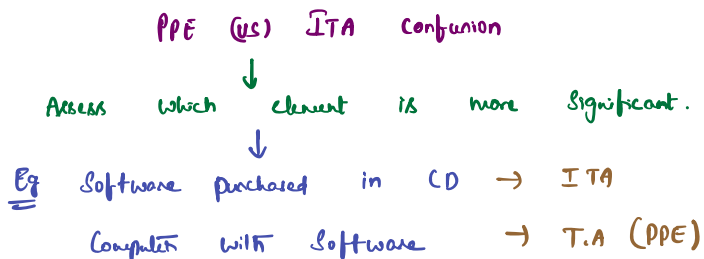 PPE (vs) ITA Confusion
Assess which element is more significant.
Eg Software purchased in CD → ITA
Computer with Software → T.A (PPE)